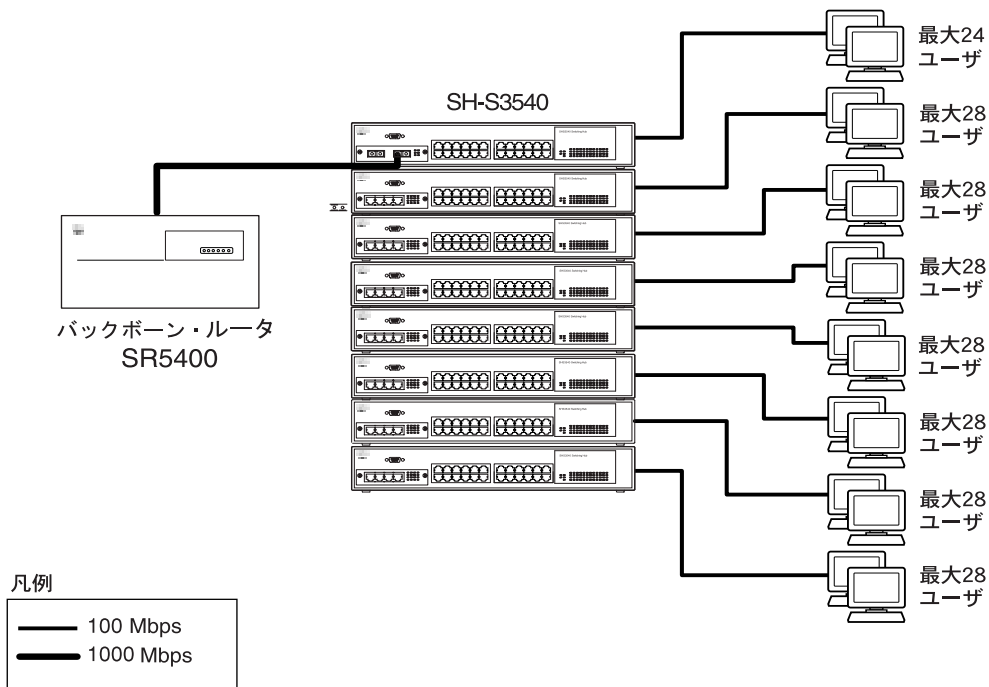 SH-S3540
最大24
ユーザ
最大28
ユーザ
最大28
ユーザ
最大28
ユーザ
最大28
ユーザ
最大28
ユーザ
最大28
ユーザ
最大28
ユーザ
バックボーン・ルータ
SR5400
凡例
100 Mbps
1000 Mbps